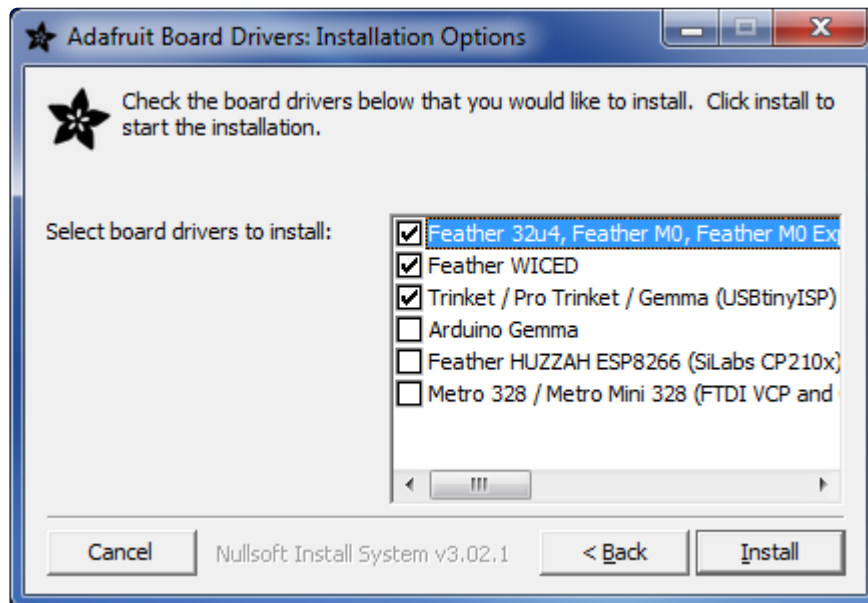 Adafruit Board Drivers: Installation Options
Check the board drivers below that you would like to install. Click install to
start the installation.
Select board drivers to install:
Feather 32u4, Feather M0, Feather M0
Feather WICED
Trinket / Pro Trinket / Gemma (USBtinyISP)
Arduino Gemma
Feather HUZZAH ESP8266 (SiLabs CP210x)
Metro 328 / Metro Mini 328 (FTDI VCP and
Cancel
Nullsoft Install System v3.02.1
< Back
Install